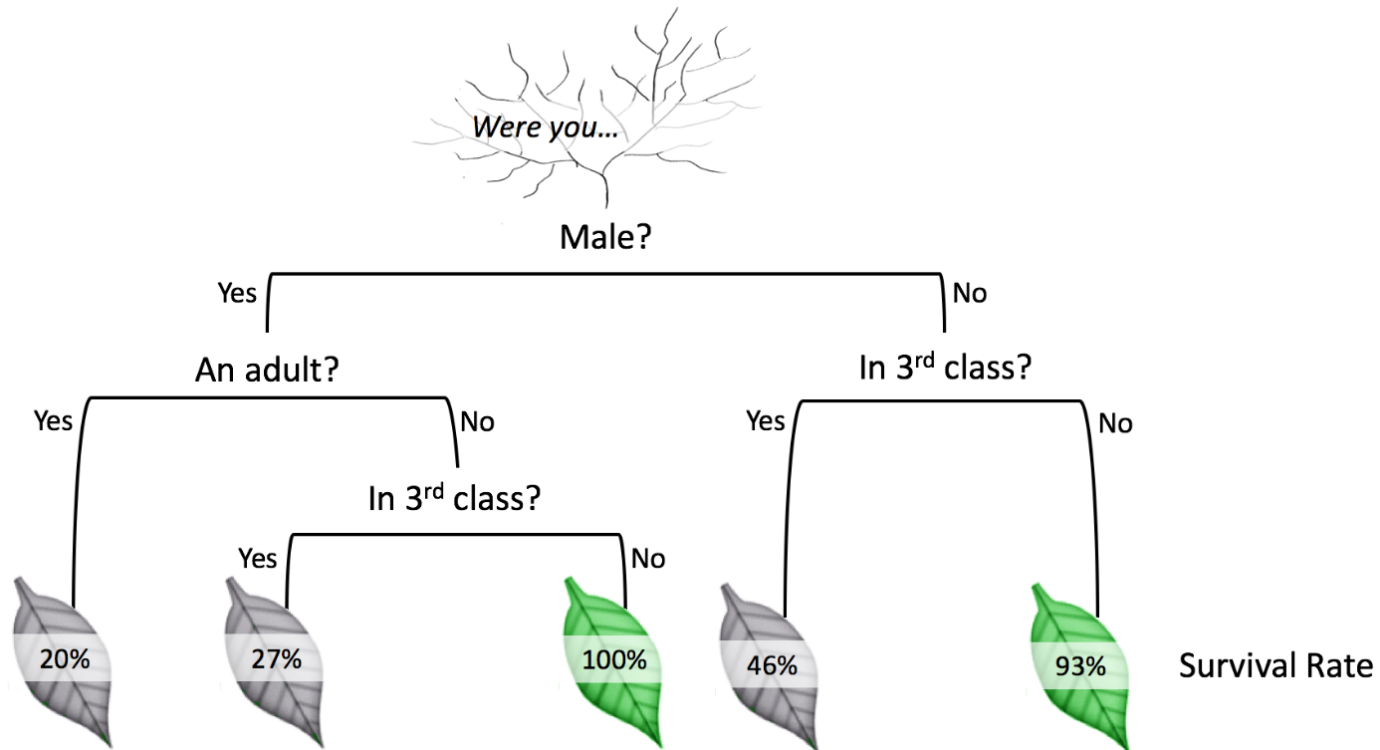 Were you...
Male?
Yes
No
An adult?
In 3rd class?
Yes
No
Yes
No
In 3rd class?
Yes
No
20%
27%
100%
46%
93%
Survival Rate